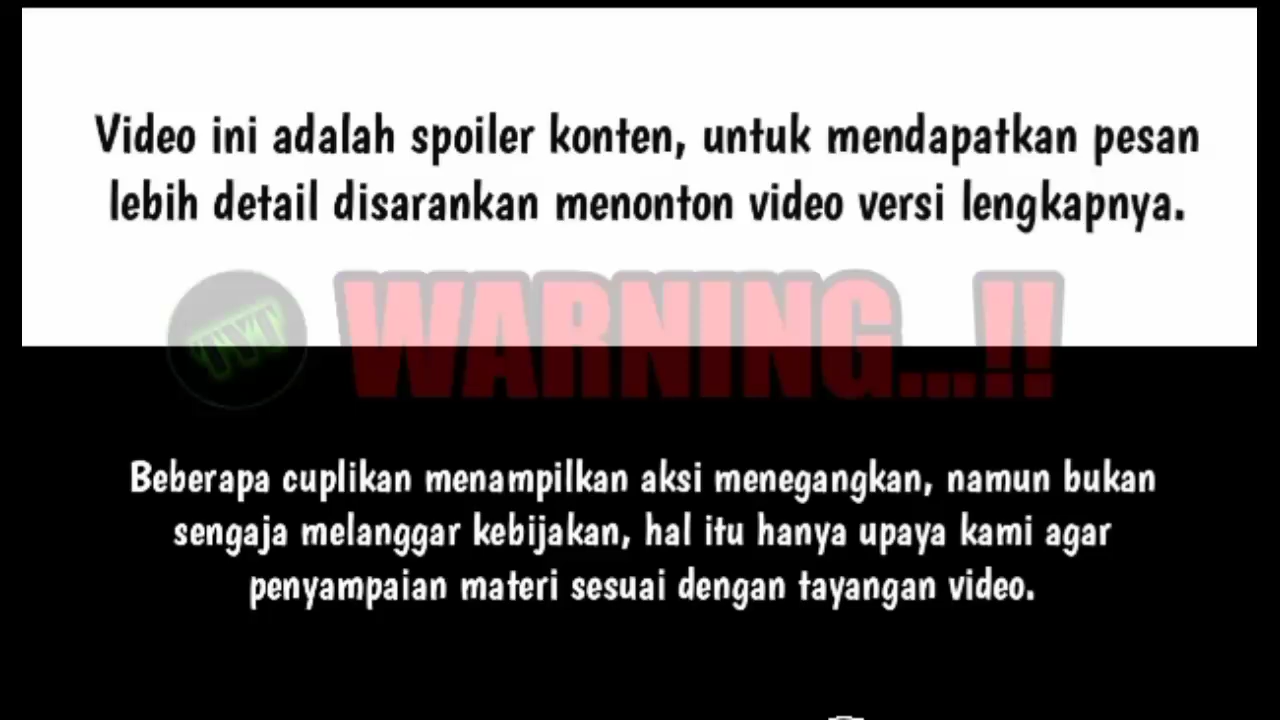 Video ini adalah spoiler konten, untuk mendapatkan pesan
lebih detail disarankan menonton video versi lengkapnya.
WARNING...!!
Beberapa cuplikan menampilkan aksi menegangkan, namun bukan
sengaja melanggar kebijakan, hal itu hanya upaya kami agar
penyampaian materi sesuai dengan tayangan video.